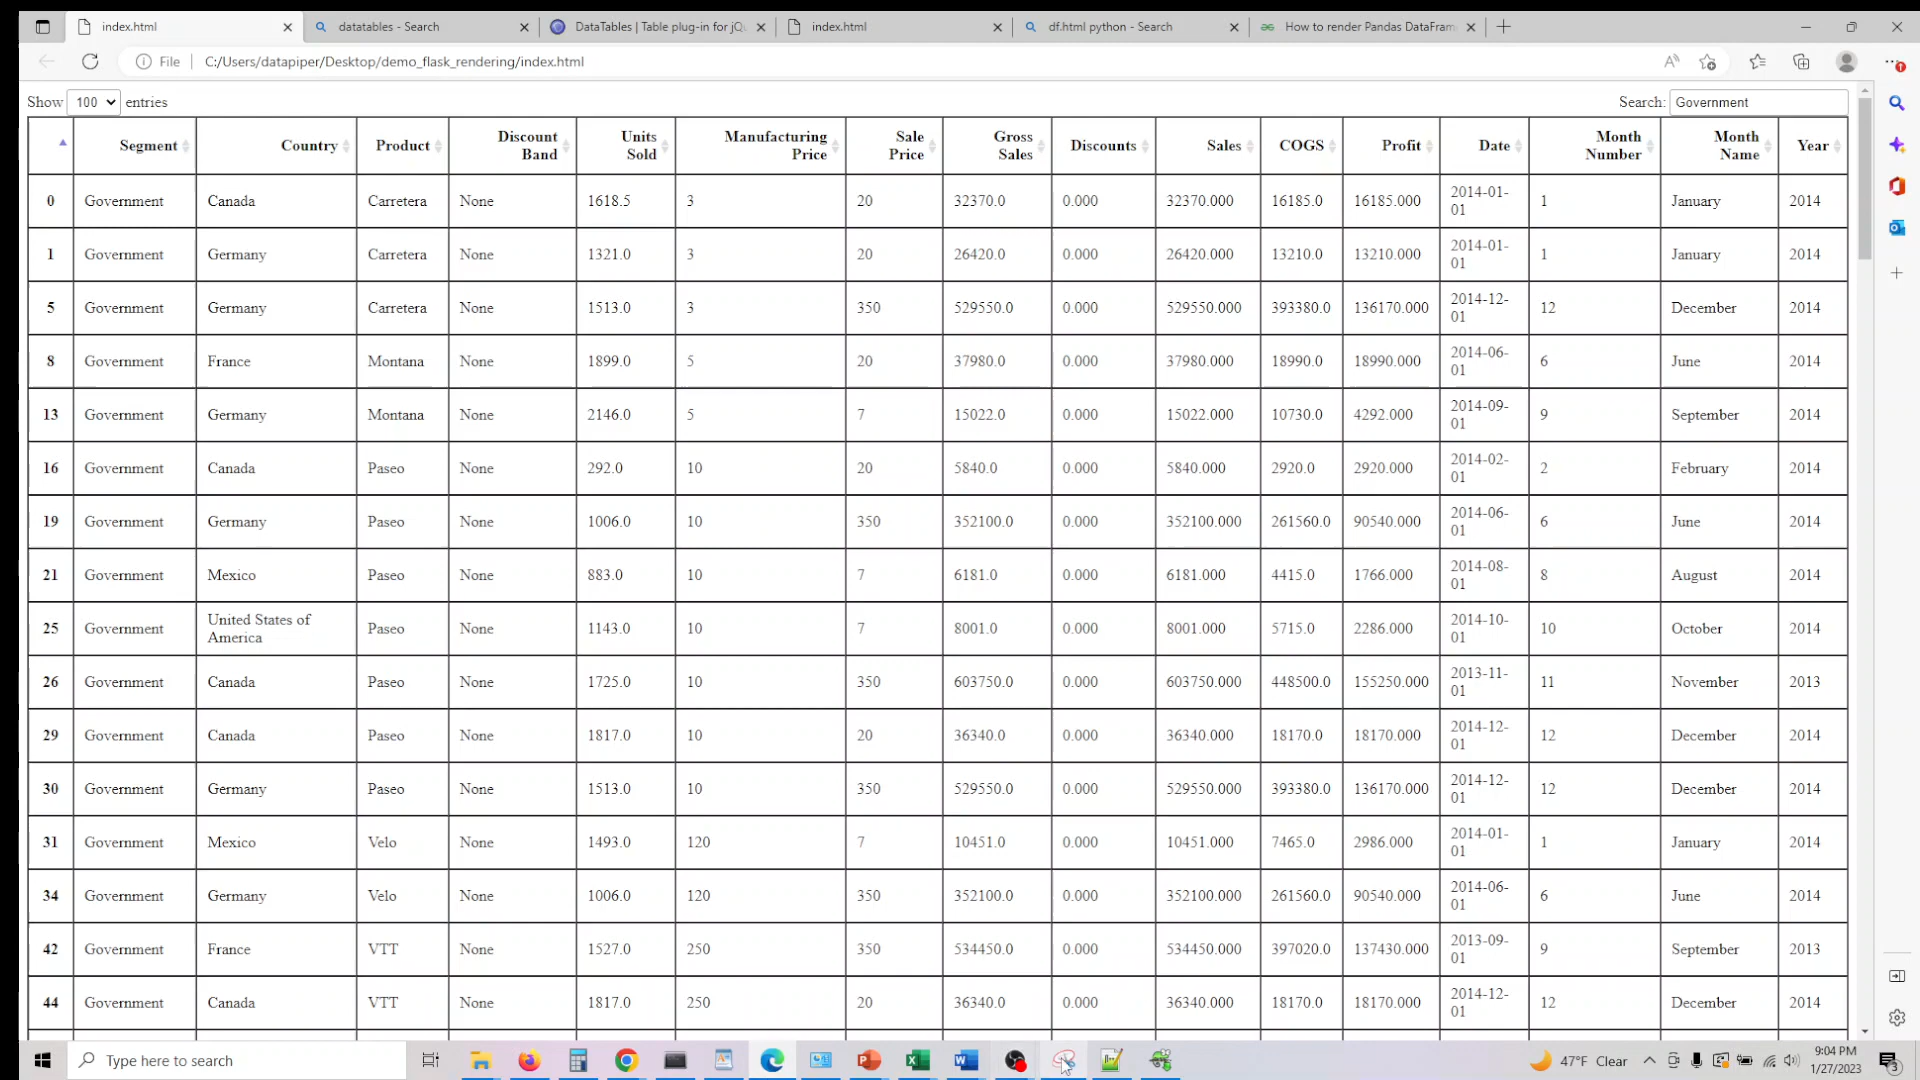 index.html
datatables - Search
DataTables | Table plug-in for jQu
index.html
df.html python - Search
How to render Pandas DataFram
File
C:/Users/datapiper/Desktop/demo_flask_rendering/index.html
Show 100 entries
Search: Government
Segment Country Product Discount Band Units Sold Manufacturing Price Sale Price Gross Sales Discounts Sales COGS Profit Date Month Number Month Name Year
0 Government Canada Carretera None 1618.5 3 20 32370.0 0.000 32370.000 16185.0 16185.000 2014-01-01 1 January 2014
1 Government Germany Carretera None 1321.0 3 20 26420.0 0.000 26420.000 13210.0 13210.000 2014-01-01 1 January 2014
5 Government Germany Carretera None 1513.0 3 350 529550.0 0.000 529550.000 393380.0 136170.000 2014-12-01 12 December 2014
8 Government France Montana None 1899.0 5 20 37980.0 0.000 37980.000 18990.0 18990.000 2014-06-01 6 June 2014
13 Government Germany Montana None 2146.0 5 7 15022.0 0.000 15022.000 10730.0 4292.000 2014-09-01 9 September 2014
16 Government Canada Paseo None 292.0 10 20 5840.0 0.000 5840.000 2920.0 2920.000 2014-02-01 2 February 2014
19 Government Germany Paseo None 1006.0 10 350 352100.0 0.000 352100.000 261560.0 90540.000 2014-06-01 6 June 2014
21 Government Mexico Paseo None 883.0 10 7 6181.0 0.000 6181.000 4415.0 1766.000 2014-08-01 8 August 2014
25 Government United States of America Paseo None 1143.0 10 7 8001.0 0.000 8001.000 5715.0 2286.000 2014-10-01 10 October 2014
26 Government Canada Paseo None 1725.0 10 350 603750.0 0.000 603750.000 448500.0 155250.000 2013-11-01 11 November 2013
29 Government Canada Paseo None 1817.0 10 20 36340.0 0.000 36340.000 18170.0 18170.000 2014-12-01 12 December 2014
30 Government Germany Paseo None 1513.0 10 350 529550.0 0.000 529550.000 393380.0 136170.000 2014-12-01 12 December 2014
31 Government Mexico Velo None 1493.0 120 7 10451.0 0.000 10451.000 7465.0 2986.000 2014-01-01 1 January 2014
34 Government Germany Velo None 1006.0 120 350 352100.0 0.000 352100.000 261560.0 90540.000 2014-06-01 6 June 2014
42 Government France VTT None 1527.0 250 350 534450.0 0.000 534450.000 397020.0 137430.000 2013-09-01 9 September 2013
44 Government Canada VTT None 1817.0 250 20 36340.0 0.000 36340.000 18170.0 18170.000 2014-12-01 12 December 2014
Type here to search
47°F Clear
9:04 PM
1/27/2023
3